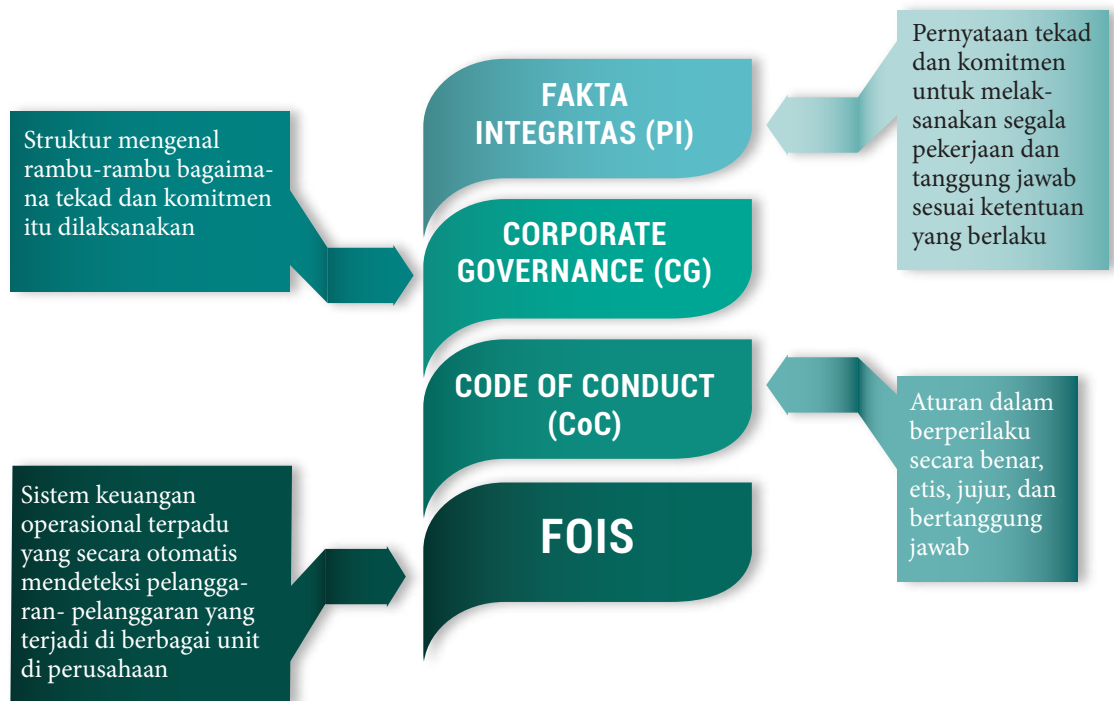 FAKTA
INTEGRITAS (PI)
Pernyataan tekad
dan komitmen
untuk melak-
sanakan segala
pekerjaan dan
tanggung jawab
sesuai ketentuan
yang berlaku
Struktur mengenal
rambu-rambu bagaima-
na tekad dan komitmen
itu dilaksanakan
CORPORATE
GOVERNANCE (CG)
CODE OF CONDUCT
(CoC)
Aturan dalam
berperilaku
secara benar,
etis, jujur, dan
bertanggung
jawab
Sistem keuangan
operasional terpadu
yang secara otomatis
mendeteksi pelangga-
ran- pelanggaran yang
terjadi di berbagai unit
di perusahaan
FOIS